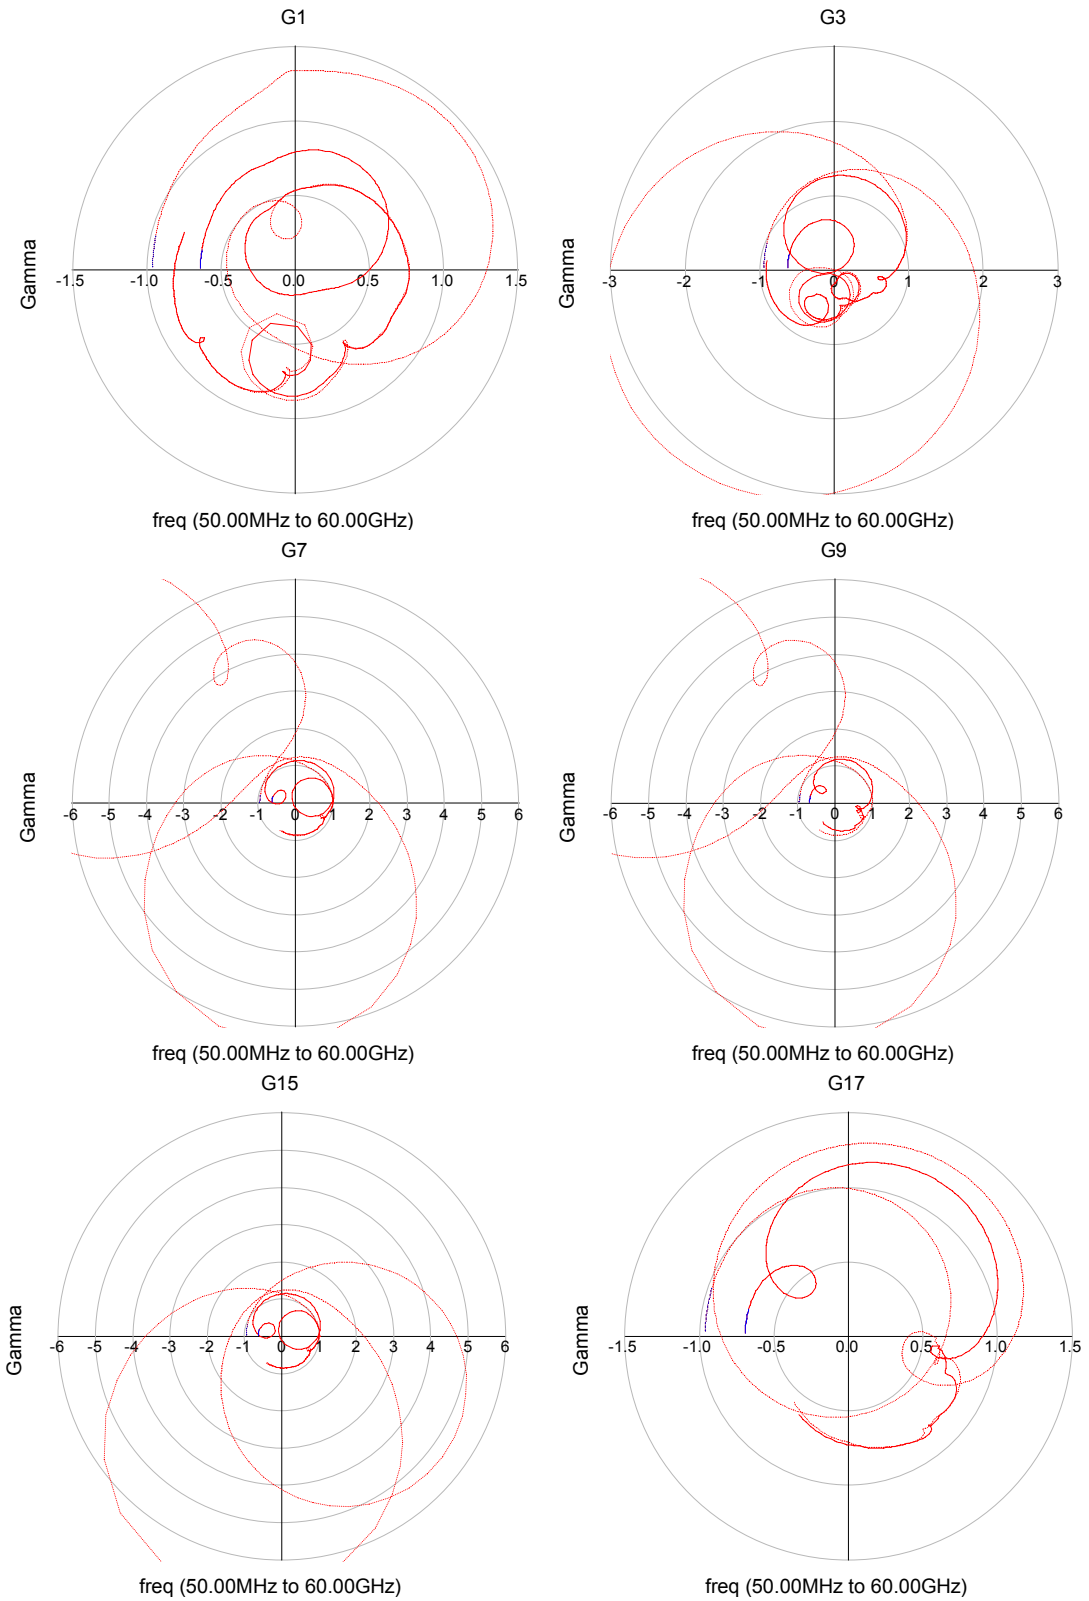 G1 G3
-1.5 -1.0 -0.5 0.0 0.5 1.0 1.5 -3 -2 -1 0 1 2 3
Gamma Gamma
freq (50.00MHz to 60.00GHz) freq (50.00MHz to 60.00GHz)
G7 G9
-6 -5 -4 -3 -2 -1 0 1 2 3 4 5 6 -6 -5 -4 -3 -2 -1 0 1 2 3 4 5 6
Gamma Gamma
freq (50.00MHz to 60.00GHz) freq (50.00MHz to 60.00GHz)
G15 G17
-6 -5 -4 -3 -2 -1 0 1 2 3 4 5 6 -1.5 -1.0 -0.5 0.0 0.5 1.0 1.5
Gamma Gamma
freq (50.00MHz to 60.00GHz) freq (50.00MHz to 60.00GHz)